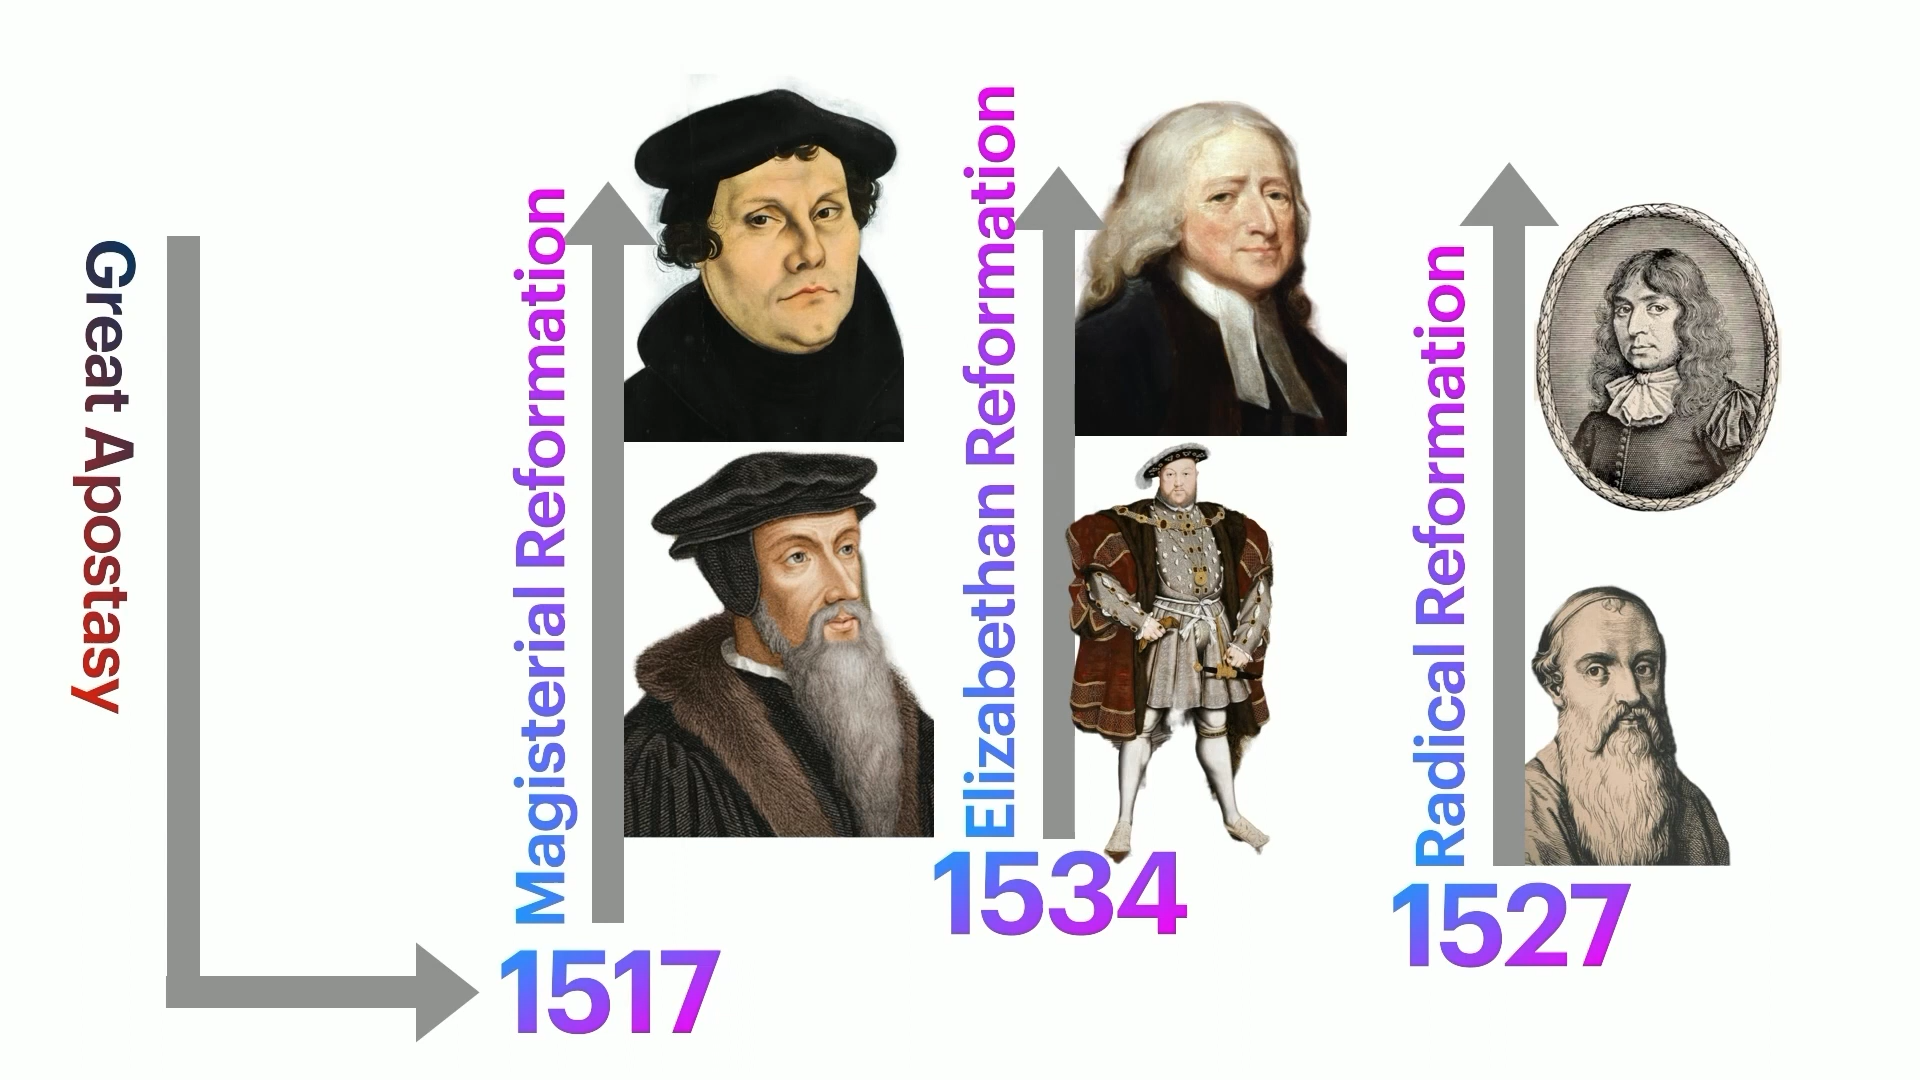 Great Apostasy
Magisterial Reformation
1517
Elizabethan Reformation
1534
Radical Reformation
1527